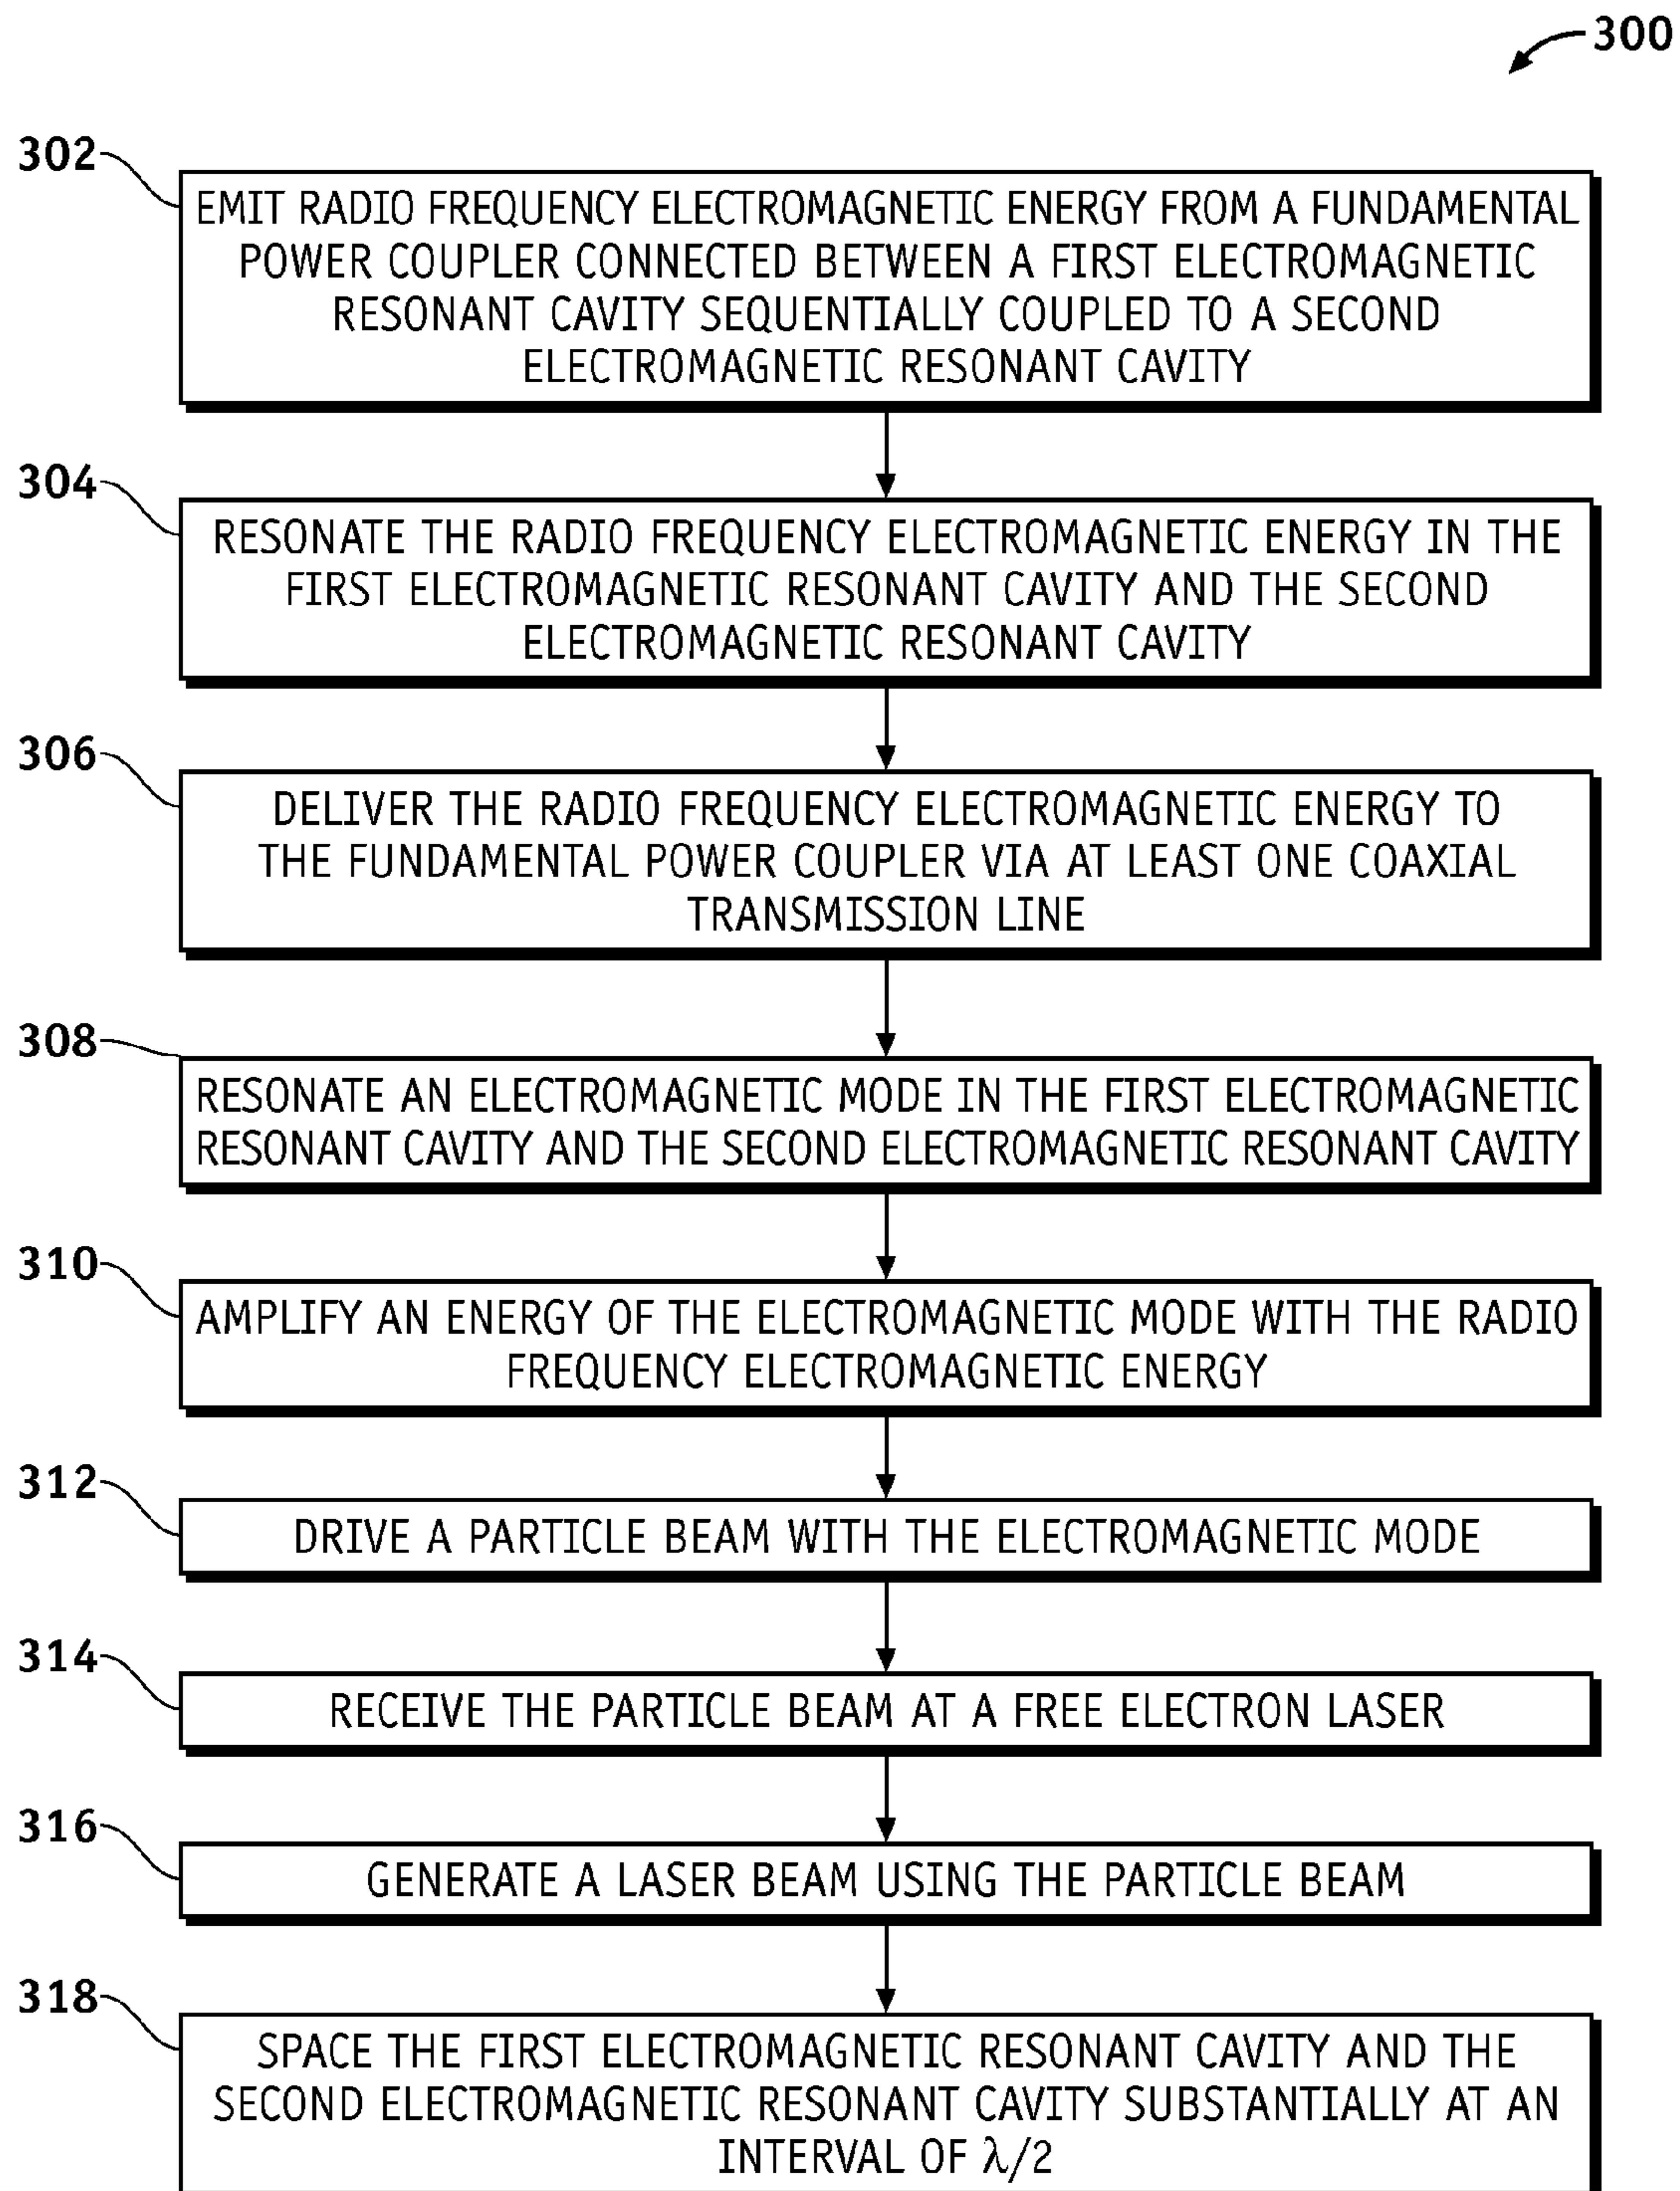 300
302
EMIT RADIO FREQUENCY ELECTROMAGNETIC ENERGY FROM A FUNDAMENTAL
POWER COUPLER CONNECTED BETWEEN A FIRST ELECTROMAGNETIC
RESONANT CAVITY SEQUENTIALLY COUPLED TO A SECOND
ELECTROMAGNETIC RESONANT CAVITY
304
RESONATE THE RADIO FREQUENCY ELECTROMAGNETIC ENERGY IN THE
FIRST ELECTROMAGNETIC RESONANT CAVITY AND THE SECOND
ELECTROMAGNETIC RESONANT CAVITY
306
DELIVER THE RADIO FREQUENCY ELECTROMAGNETIC ENERGY TO
THE FUNDAMENTAL POWER COUPLER VIA AT LEAST ONE COAXIAL
TRANSMISSION LINE
308
RESONATE AN ELECTROMAGNETIC MODE IN THE FIRST ELECTROMAGNETIC
RESONANT CAVITY AND THE SECOND ELECTROMAGNETIC RESONANT CAVITY
310
AMPLIFY AN ENERGY OF THE ELECTROMAGNETIC MODE WITH THE RADIO
FREQUENCY ELECTROMAGNETIC ENERGY
312
DRIVE A PARTICLE BEAM WITH THE ELECTROMAGNETIC MODE
314
RECEIVE THE PARTICLE BEAM AT A FREE ELECTRON LASER
316
GENERATE A LASER BEAM USING THE PARTICLE BEAM
318
SPACE THE FIRST ELECTROMAGNETIC RESONANT CAVITY AND THE
SECOND ELECTROMAGNETIC RESONANT CAVITY SUBSTANTIALLY AT AN
INTERVAL OF λ/2